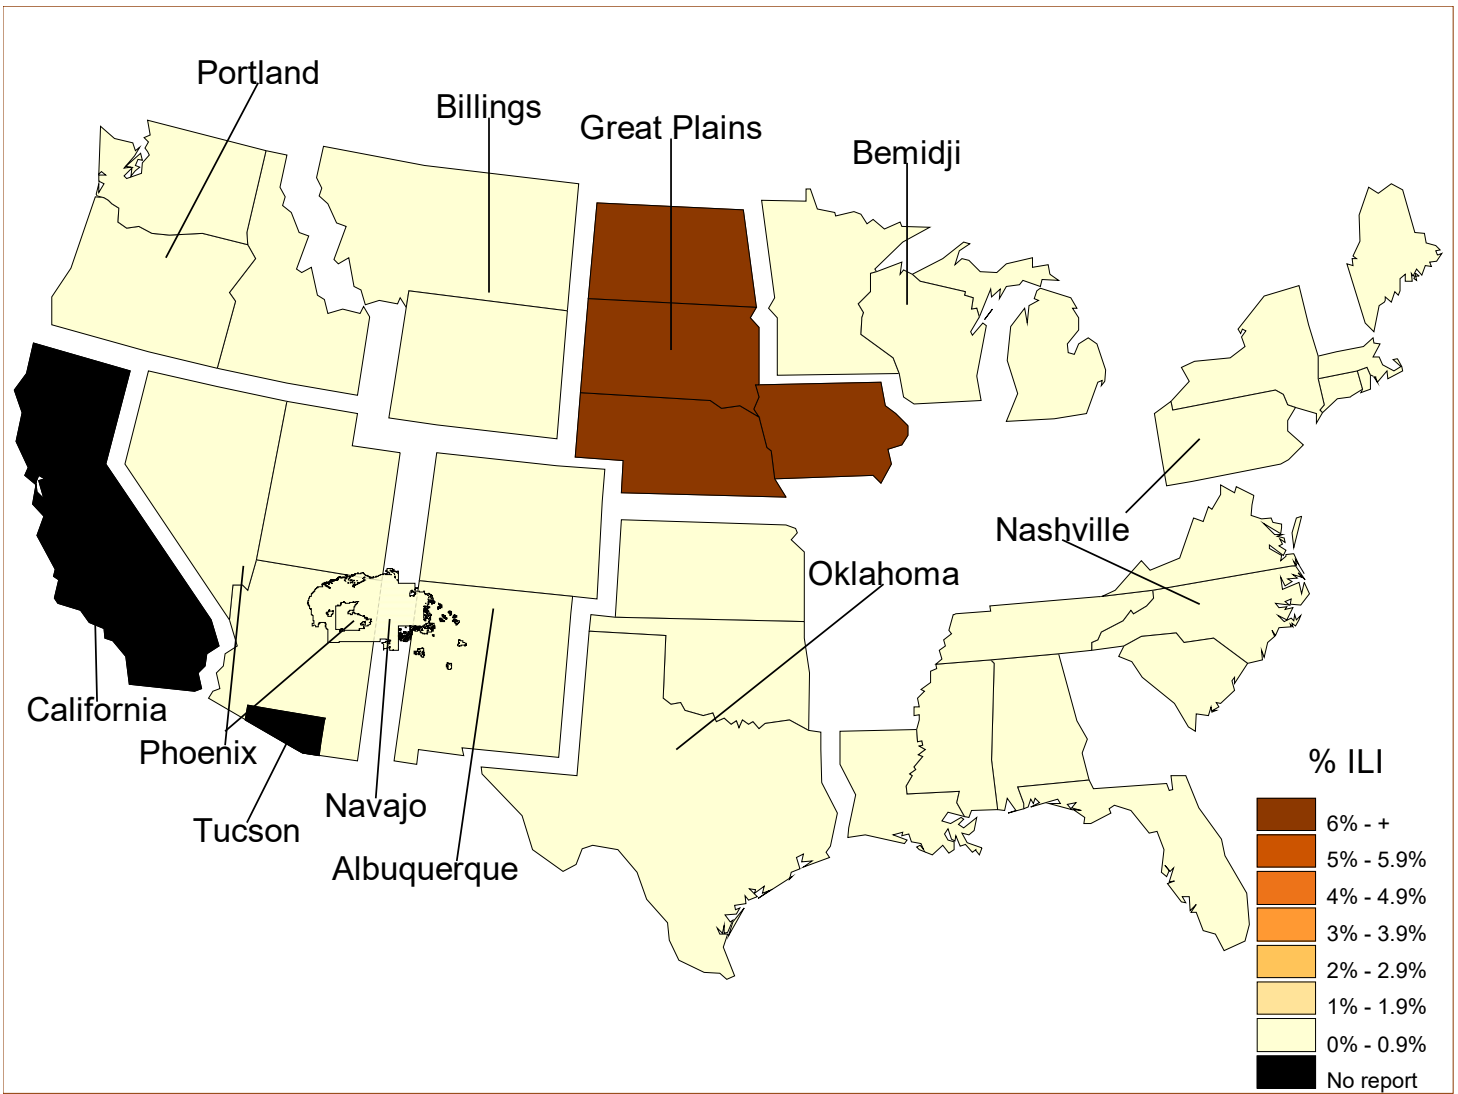 Portland
Billings
Great Plains
Bemidji
Nashville
Oklahoma
California
Phoenix
Navajo
Tucson
Albuquerque
% ILI
6% - +
5% - 5.9%
4% - 4.9%
3% - 3.9%
2% - 2.9%
1% - 1.9%
0% - 0.9%
No report